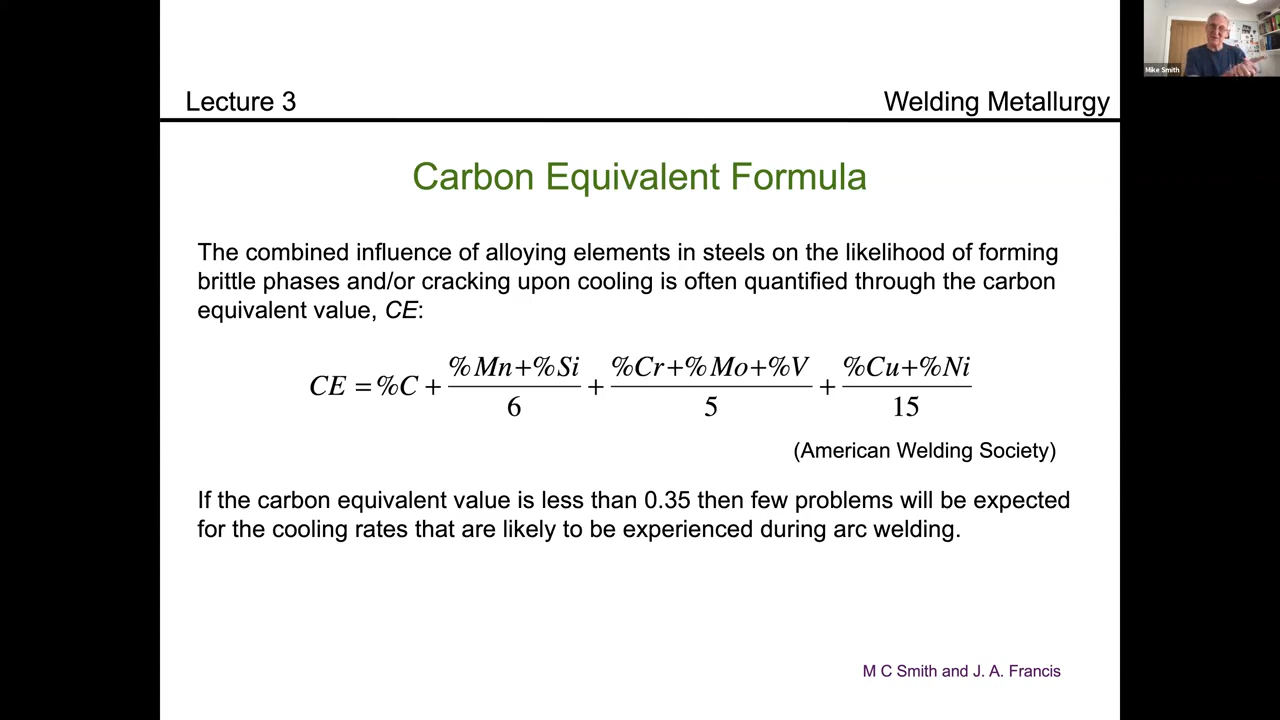 Mike Smith
Lecture 3
Welding Metallurgy
Carbon Equivalent Formula
The combined influence of alloying elements in steels on the likelihood of forming
brittle phases and/or cracking upon cooling is often quantified through the carbon
equivalent value, CE:
CE = %C + (%Mn+%Si)/6 + (%Cr+%Mo+%V)/5 + (%Cu+%Ni)/15
(American Welding Society)
If the carbon equivalent value is less than 0.35 then few problems will be expected
for the cooling rates that are likely to be experienced during arc welding.
M C Smith and J. A. Francis